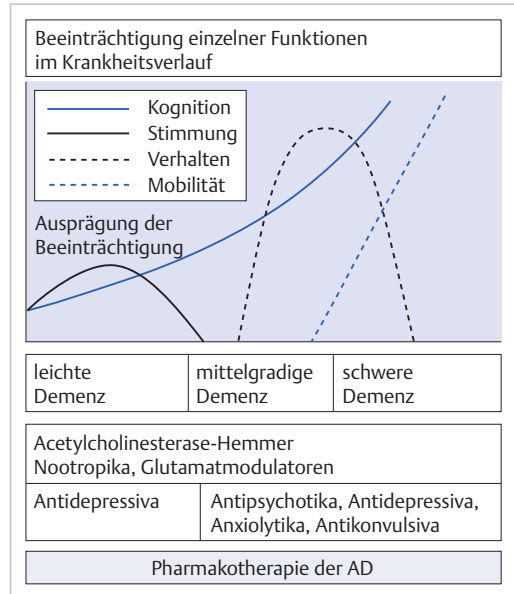 Beeinträchtigung einzelner Funktionen
im Krankheitsverlauf
Kognition
Stimmung
Verhalten
Mobilität
Ausprägung der
Beeinträchtigung
leichte
Demenz
mittelgradige
Demenz
schwere
Demenz
Acetylcholinesterase-Hemmer
Nootropika, Glutamatmodulatoren
Antidepressiva
Antipsychotika, Antidepressiva,
Anxiolytika, Antikonvulsiva
Pharmakotherapie der AD